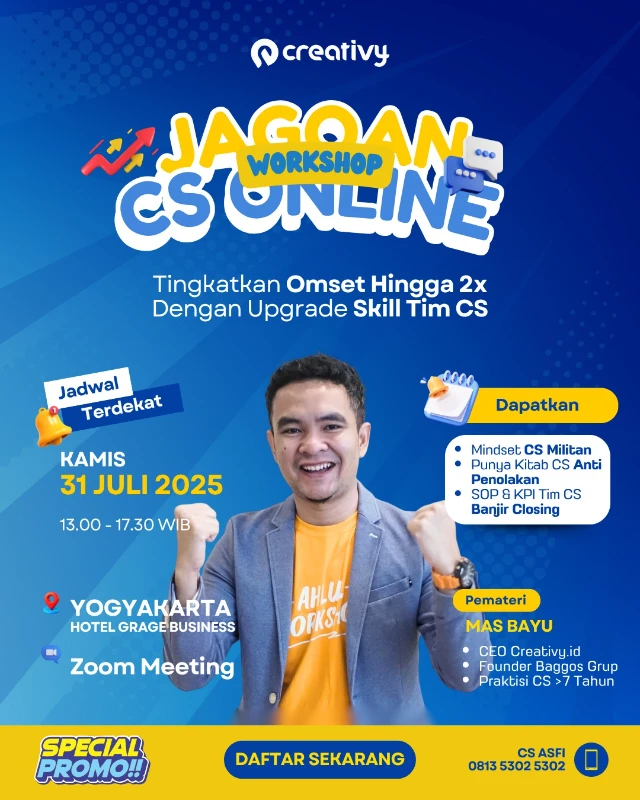 creativy
JAGOAN
WORKSHOP
CS ONLINE
Tingkatkan Omset Hingga 2x
Dengan Upgrade Skill Tim CS
Jadwal
Terdekat
KAMIS
31 JULI 2025
13.00 - 17.30 WIB
YOGYAKARTA
HOTEL GRAGE BUSINESS
Zoom Meeting
Dapatkan
Mindset CS Militan
Punya Kitab CS Anti
Penolakan
SOP & KPI Tim CS
Banjir Closing
AHLU
Pemateri
MAS BAYU
CEO Creativy.id
Founder Baggos Grup
Praktisi CS >7 Tahun
SPECIAL
PROMO!!
DAFTAR SEKARANG
CS ASFI
0813 5302 5302